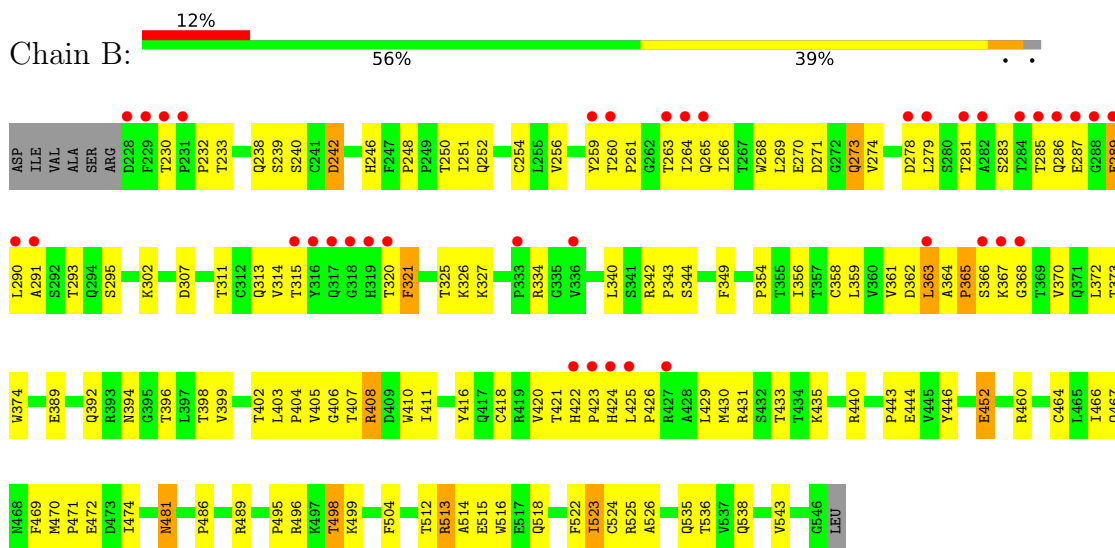 12%
Chain B:
56% 39% • •
ASP ILE VAL ALA SER ARG D228 F229 T230 P231 P232 T233 Q238 S239 S240 C241 D242 H246 F247 P248 P249 T250 I251 Q252 C254 L255 V256 Y259 T260 P261 G262 T263 I264 Q265 I266 T267 W268 L269 E270 D271 G272 Q273 V274 D278 L279 S280 T281 A282 S283 T284 T285 Q286 E287 G288 E289
L290 A291 S292 T293 Q294 S295 K302 D307 T311 C312 Q313 V314 T315 Y316 Q317 G318 H319 T320 F321 T325 K326 K327 P333 R334 G335 V336 L340 S341 R342 P343 S344 F349 P354 T355 I356 T357 C358 L359 V360 V361 D362 L363 A364 P365 S366 K367 G368 T369 V370 Q371 L372 T373
W374 E389 Q392 R393 N394 G395 T396 L397 T398 V399 T402 L403 P404 V405 G406 T407 R408 D409 W410 I411 Y416 Q417 C418 R419 V420 T421 H422 P423 H424 L425 P426 R427 A428 L429 M430 R431 S432 T433 T434 K435 R440 P443 E444 V445 Y446 E452 R460 C464 L465 I466
N468 F469 M470 P471 E472 D473 I474 N481 P486 R489 P495 R496 K497 T498 K499 F504 T512 R513 A514 E515 W516 E517 Q518 F522 I523 C524 R525 A526 Q535 T536 V537 Q538 V543 G546 LEU